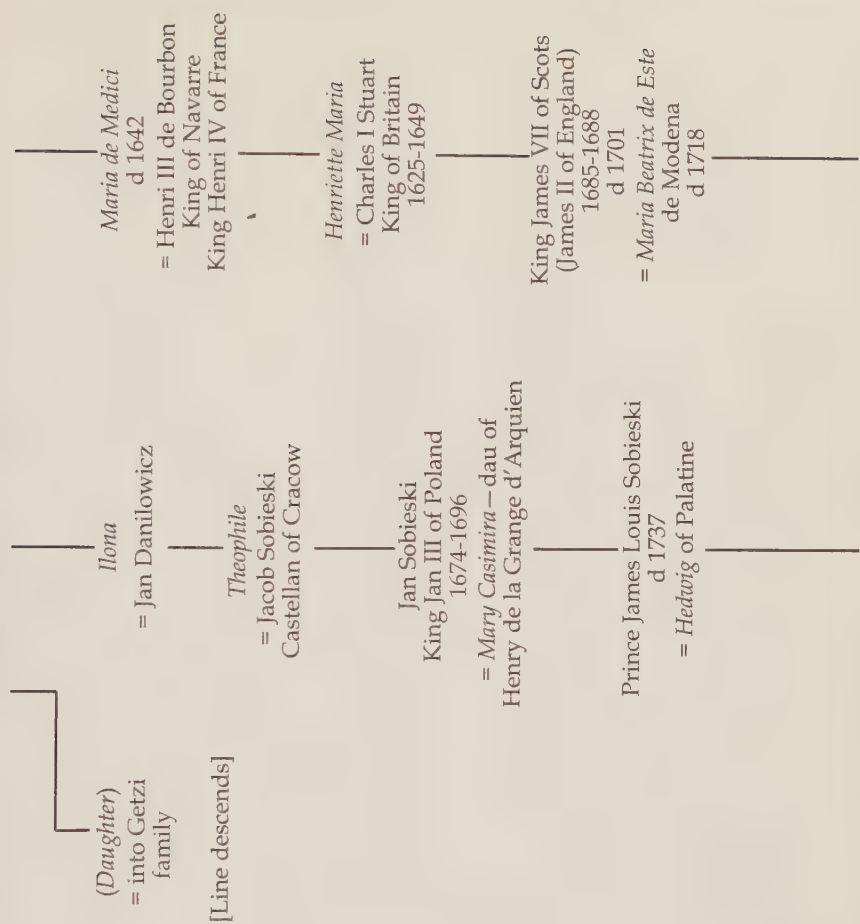 (Daughter)
= into Getzi
family
[Line descends]
Ilona
= Jan Danilowicz
Theophile
= Jacob Sobieski
Castellan of Cracow
Jan Sobieski
King Jan III of Poland
1674-1696
= Mary Casimira—dau of
Henry de la Grange d'Arquien
Prince James Louis Sobieski
d 1737
= Hedwig of Palatine
Maria de Medici
d 1642
= Henri III de Bourbon
King of Navarre
King Henri IV of France
Henriette Maria
= Charles I Stuart
King of Britain
1625-1649
King James VII of Scots
(James II of England)
1685-1688
d 1701
= Maria Beatrix de Este
de Modena
d 1718